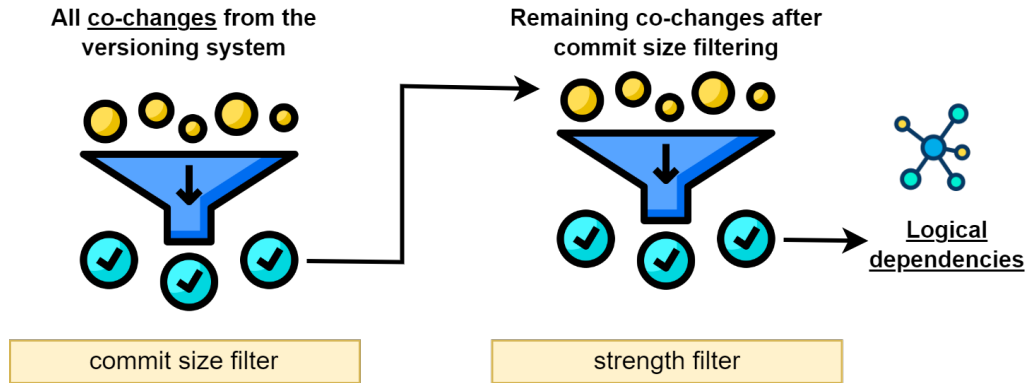 All co-changes from the
versioning system
Remaining co-changes after
commit size filtering
Logical
dependencies
commit size filter
strength filter